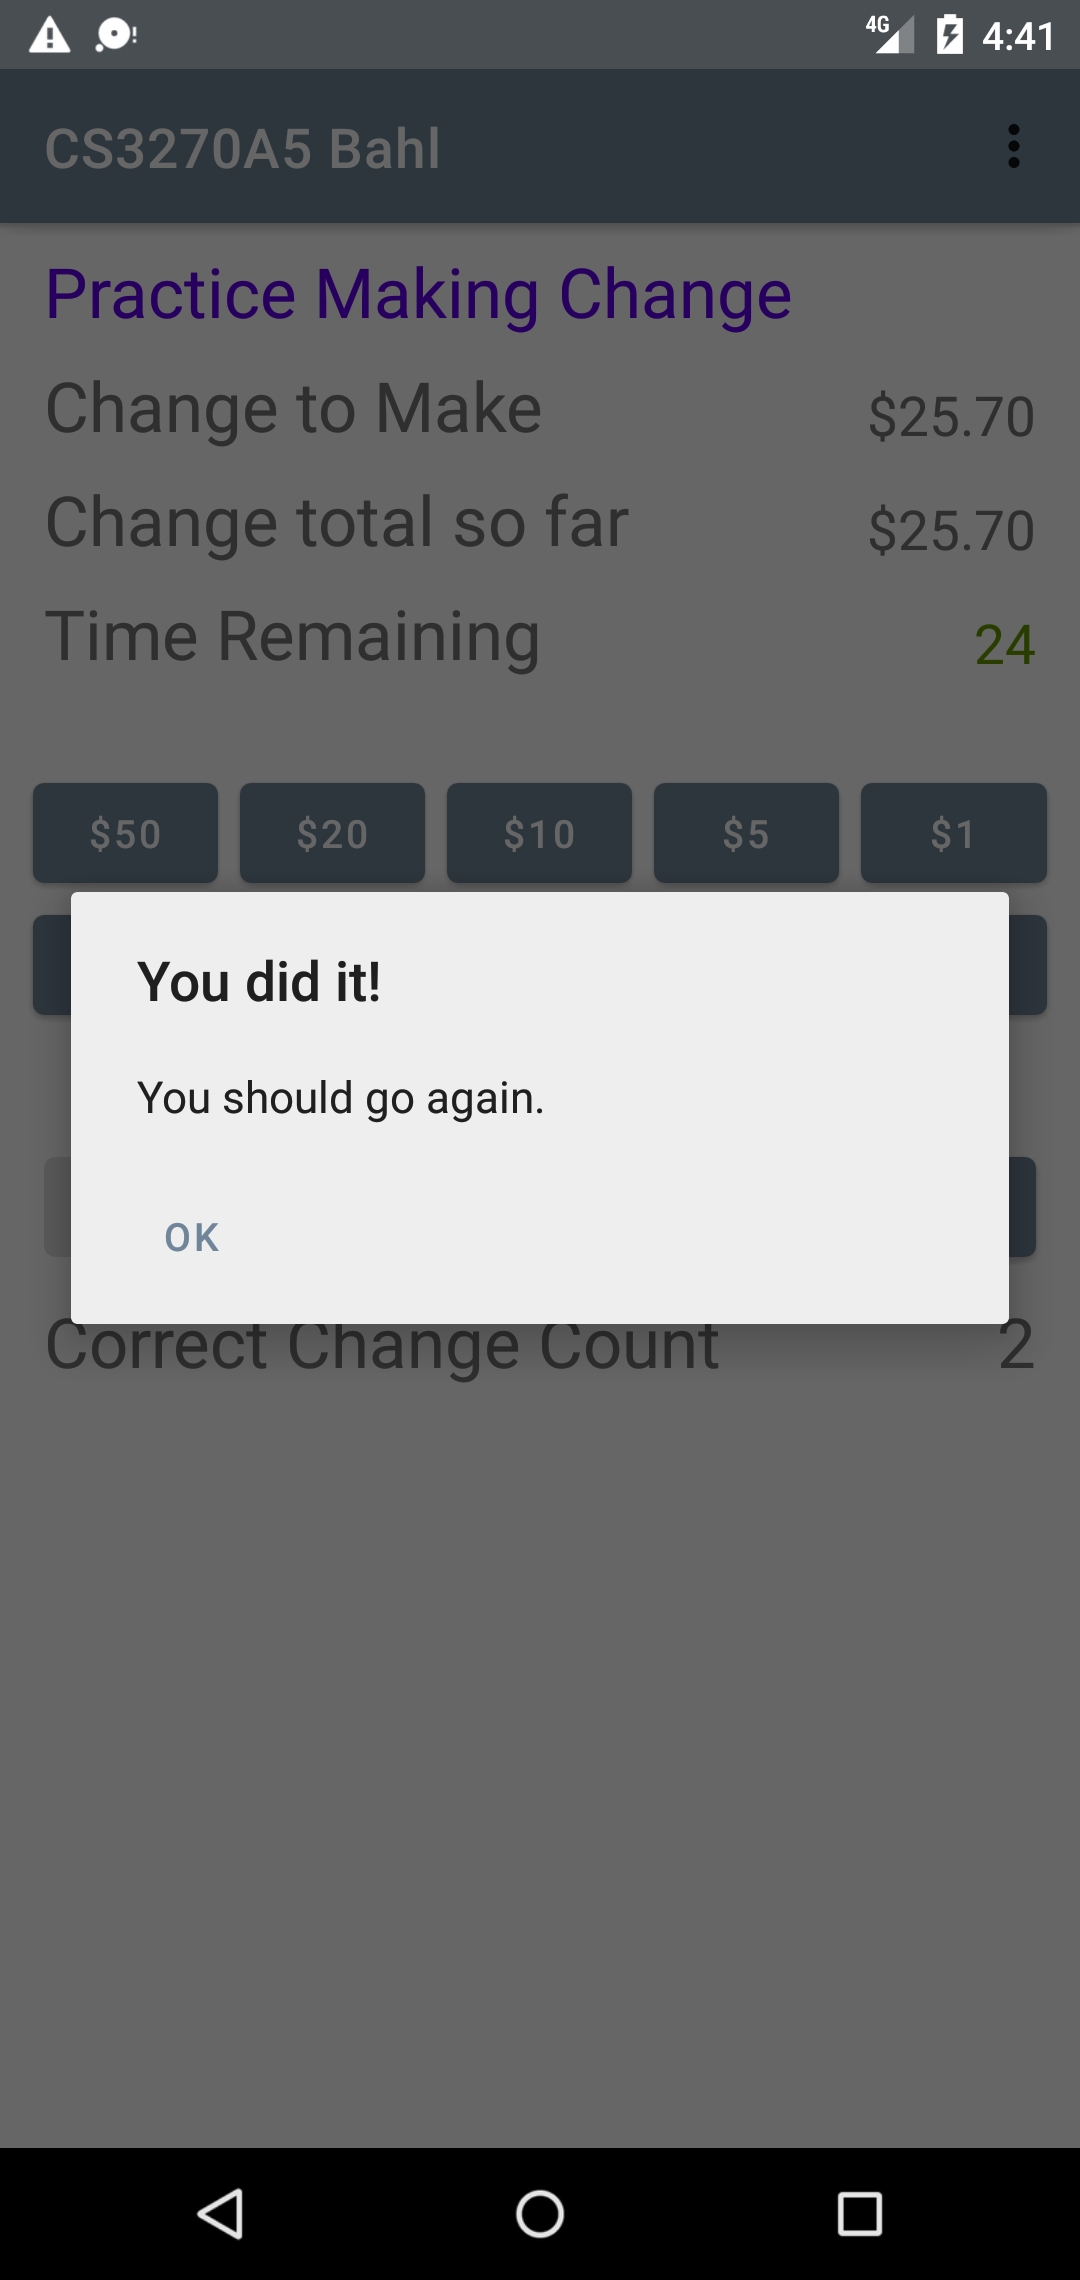 4G 4:41
CS3270A5 Bahl
Practice Making Change
Change to Make $25.70
Change total so far $25.70
Time Remaining 24
$50 $20 $10 $5 $1
You did it!
You should go again.
OK
Correct Change Count 2